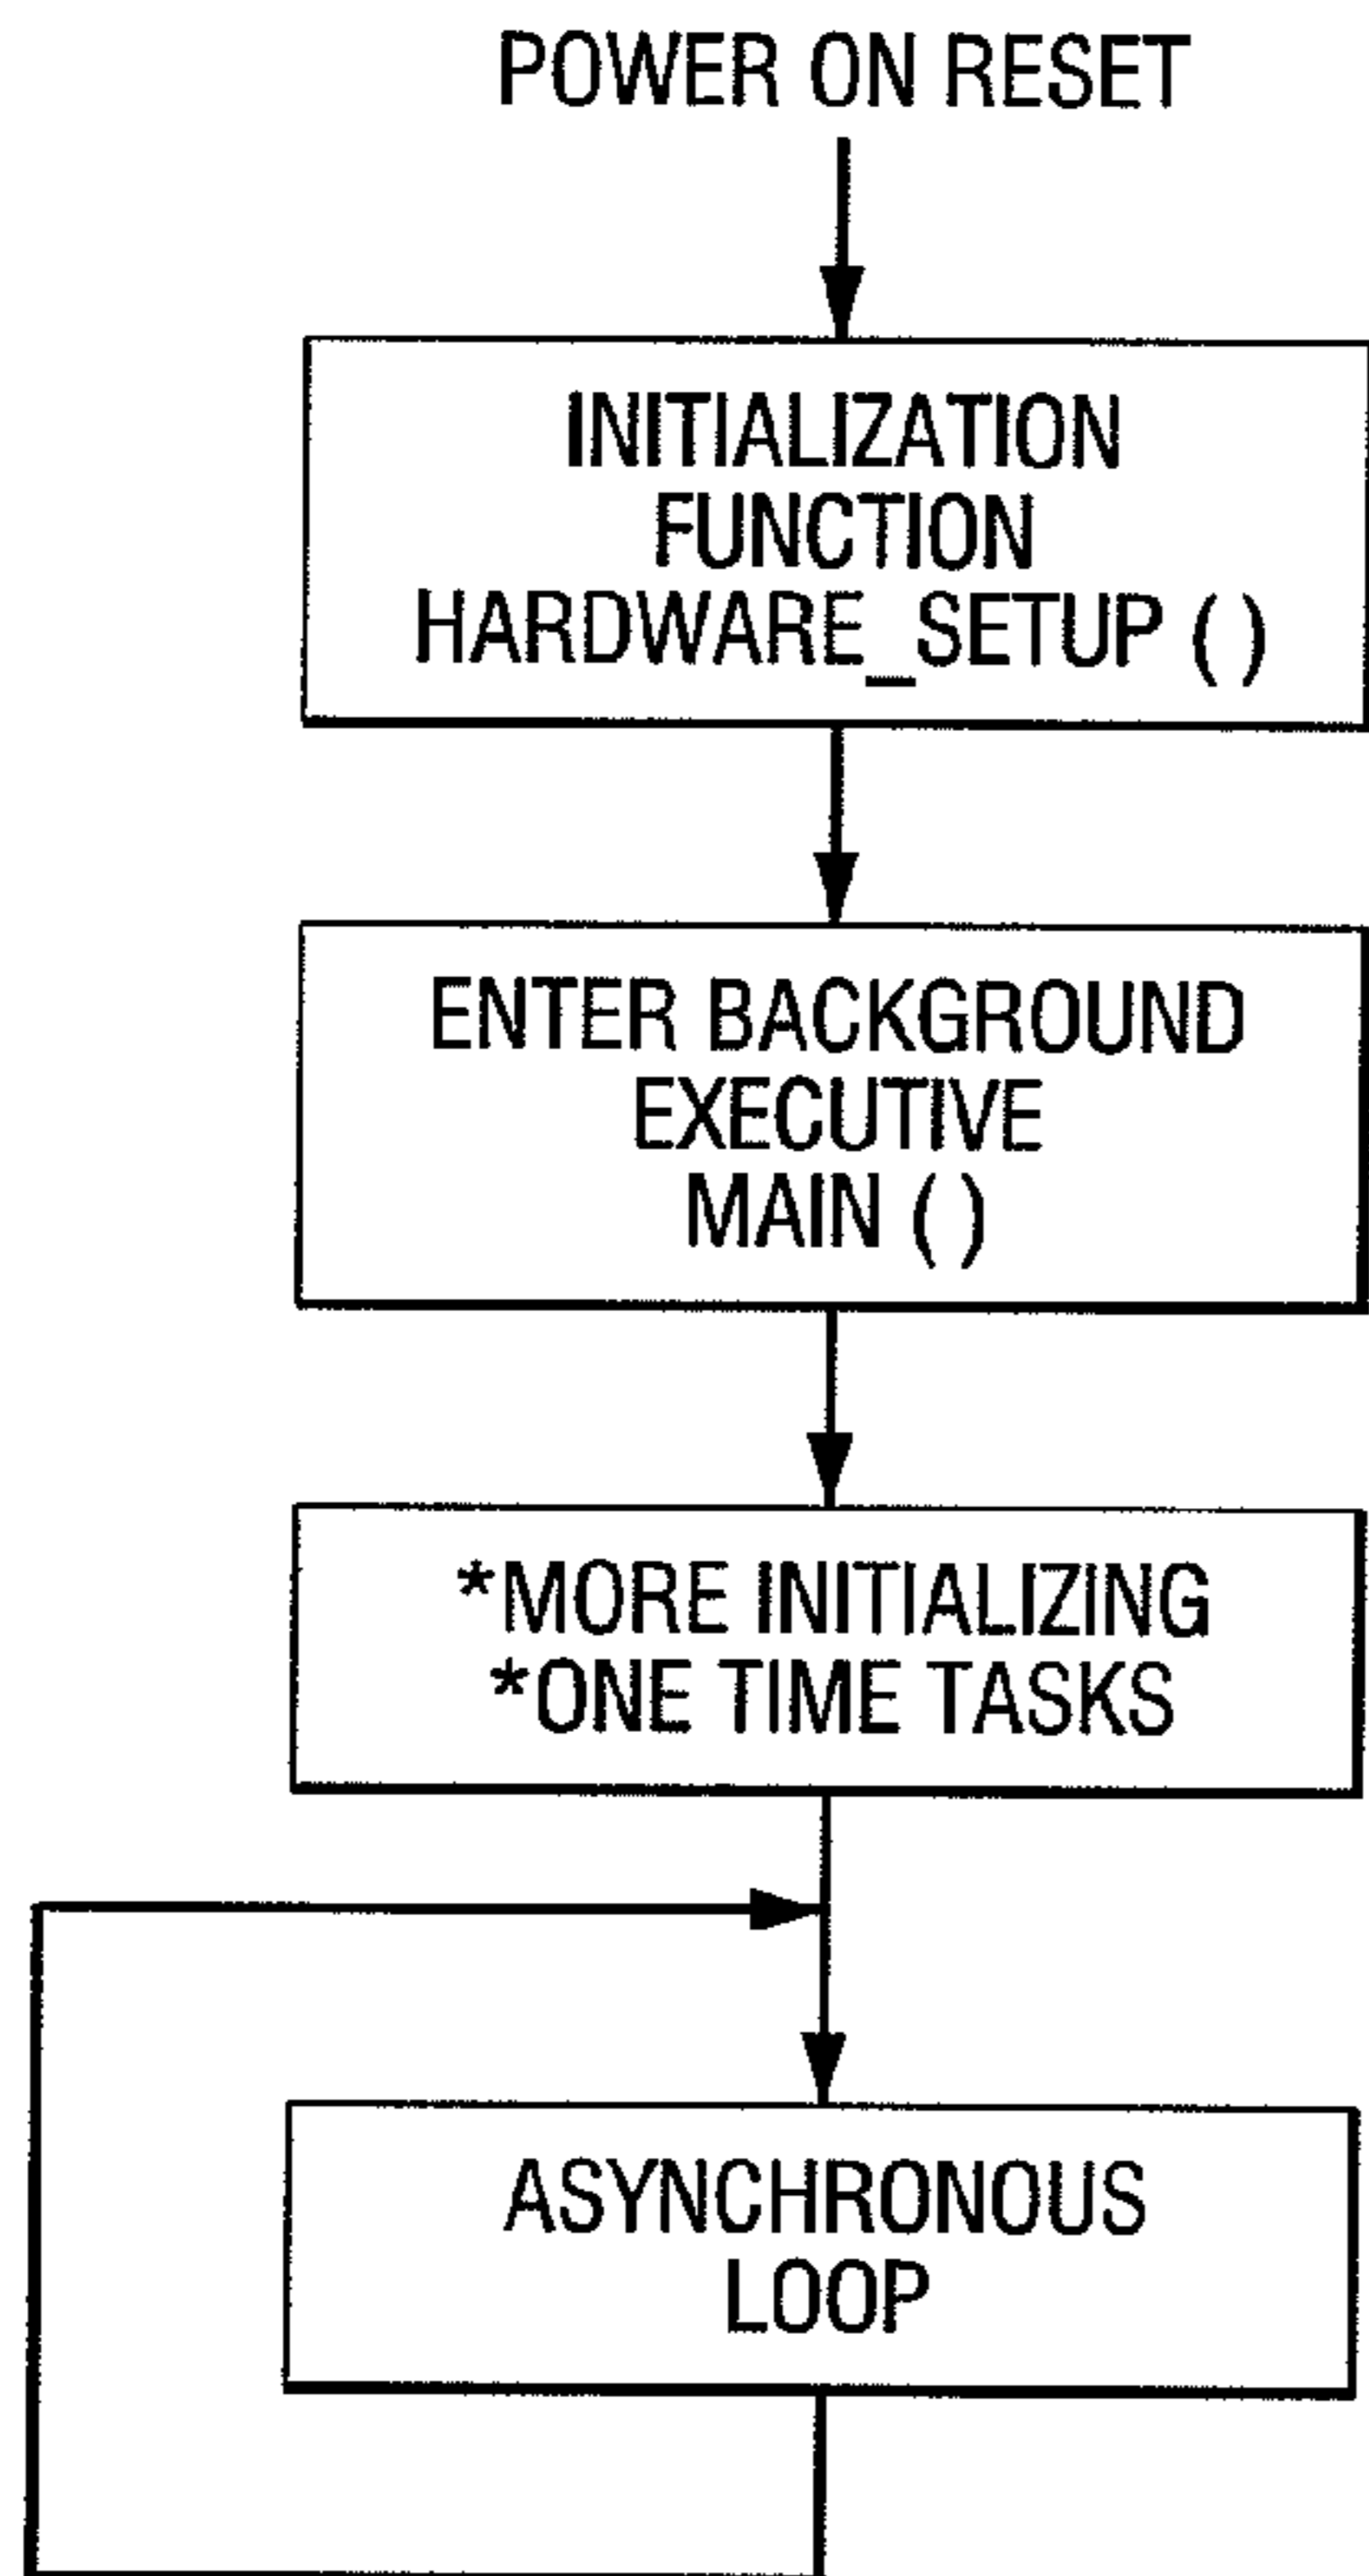 POWER ON RESET
INITIALIZATION
FUNCTION
HARDWARE_SETUP ( )
ENTER BACKGROUND
EXECUTIVE
MAIN ( )
*MORE INITIALIZING
*ONE TIME TASKS
ASYNCHRONOUS
LOOP